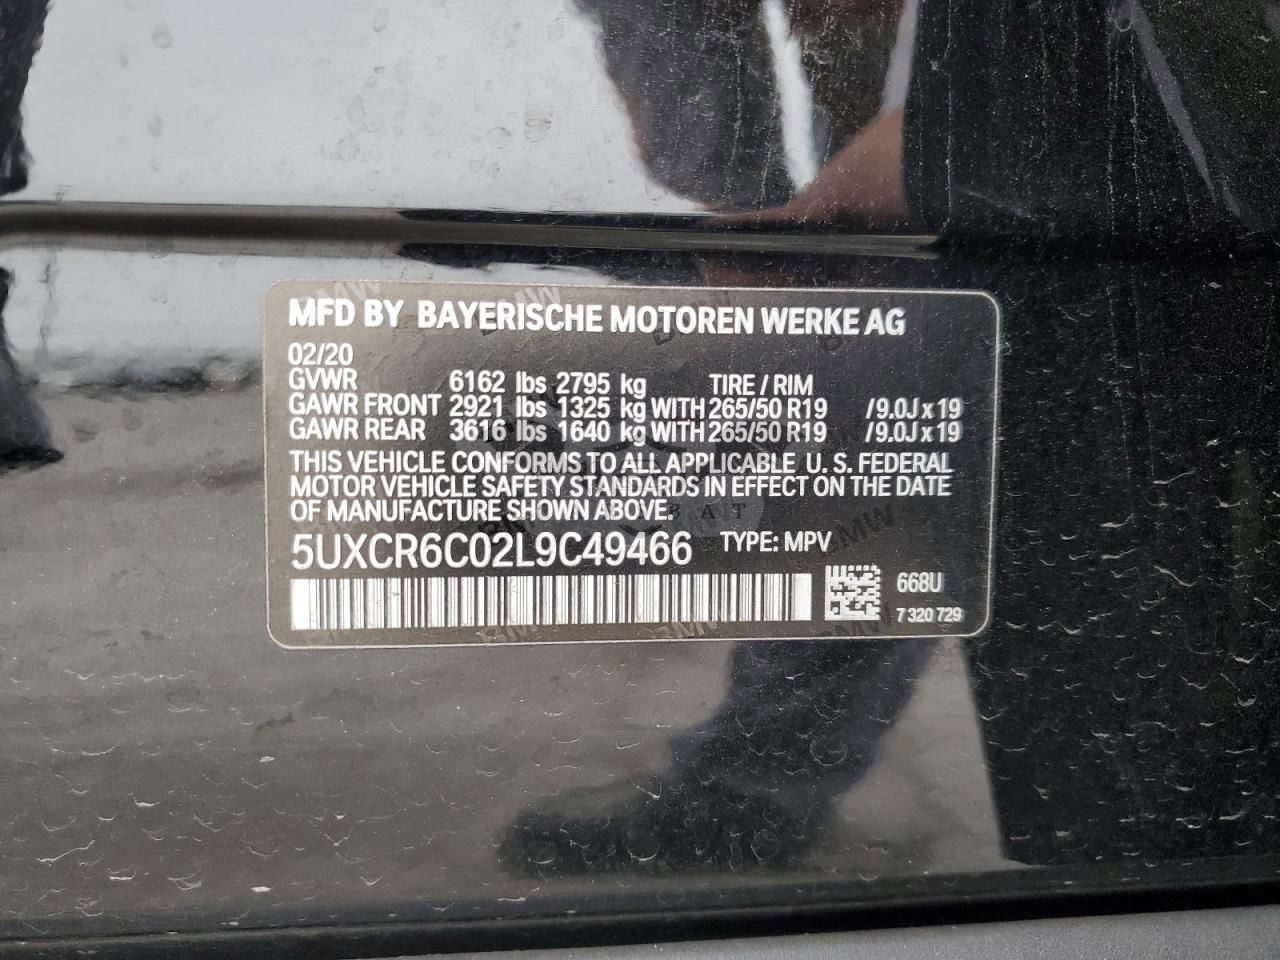 MFD BY BAYERISCHE MOTOREN WERKE AG
02/20
GVWR 6162 lbs 2795 kg TIRE / RIM
GAWR FRONT 2921 lbs 1325 kg WITH 265/50 R19 /9.0J x 19
GAWR REAR 3616 lbs 1640 kg WITH 265/50 R19 /9.0J x 19
THIS VEHICLE CONFORMS TO ALL APPLICABLE U. S. FEDERAL
MOTOR VEHICLE SAFETY STANDARDS IN EFFECT ON THE DATE
OF MANUFACTURE SHOWN ABOVE.
5UXCR6C02L9C49466 TYPE: MPV
668U
7 320 729